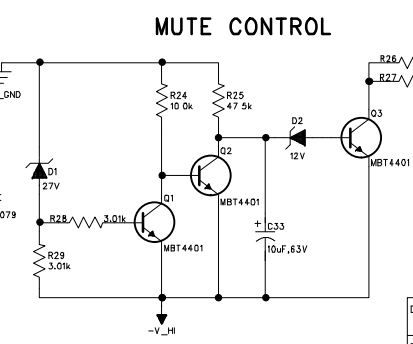 MUTE CONTROL
R26
R27
_GND
R24
10.0k
R25
47.5k
D2
12V
Q3
MBT4401
D1
27V
Q2
MBT4401
Q1
079
R28
3.01k
C33
+
10uF,63V
MBT4401
R29
3.01k
-V_HI